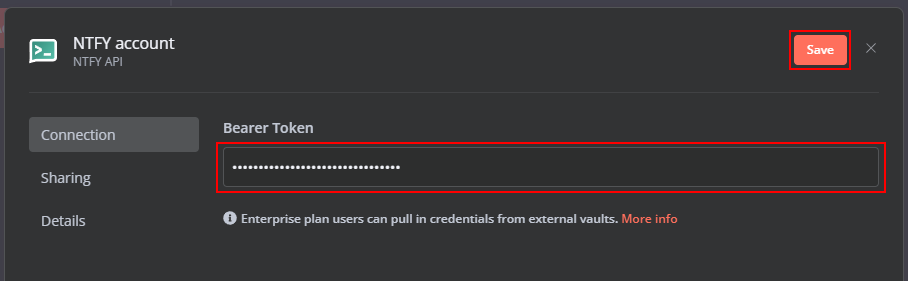 NTFY account
NTFY API
Save
Connection
Sharing
Details
Bearer Token
••••••••••••••••••••••••••••••••
Enterprise plan users can pull in credentials from external vaults. More info